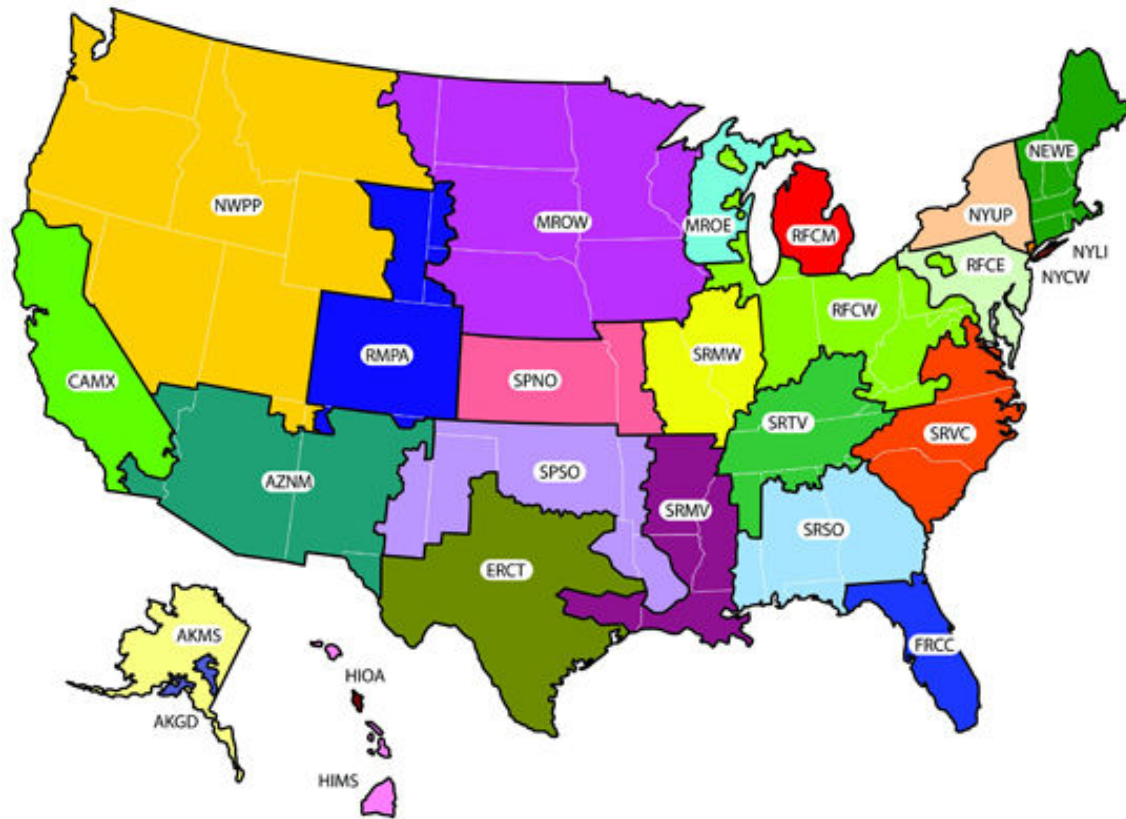 NEWE
NWPP
MROW
NYUP
MROE
RFCM
NYLI
RFCE
NYCW
RFCW
RMPA
SRMW
SPNO
CAMX
SRTV
SRVC
SPSO
AZNM
SRMV
SRSO
ERCT
AKMS
FRCC
HIOA
AKGD
HIMS